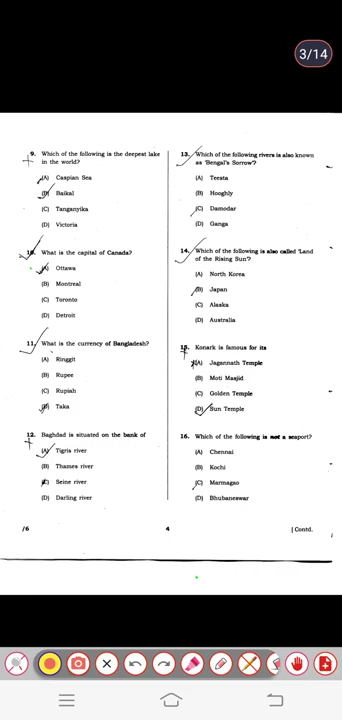 3/14
9. Which of the following is the deepest lake
in the world?
(A) Caspian Sea
(B) Baikal
(C) Tanganyika
(D) Victoria
10. What is the capital of Canada?
(A) Ottawa
(B) Montreal
(C) Toronto
(D) Detroit
11. What is the currency of Bangladesh?
(A) Ringgit
(B) Rupee
(C) Rupiah
(D) Taka
12. Baghdad is situated on the bank of
(A) Tigris river
(B) Thames river
(C) Seine river
(D) Darling river
13. Which of the following rivers is also known
as 'Bengal's Sorrow'?
(A) Teesta
(B) Hooghly
(C) Damodar
(D) Ganga
14. Which of the following is also called 'Land
of the Rising Sun'?
(A) North Korea
(B) Japan
(C) Alaska
(D) Australia
15. Konark is famous for its
(A) Jagannath Temple
(B) Moti Masjid
(C) Golden Temple
(D) Sun Temple
16. Which of the following is not a seaport?
(A) Chennai
(B) Kochi
(C) Marmagao
(D) Bhubaneswar
/6
4
[ Contd.